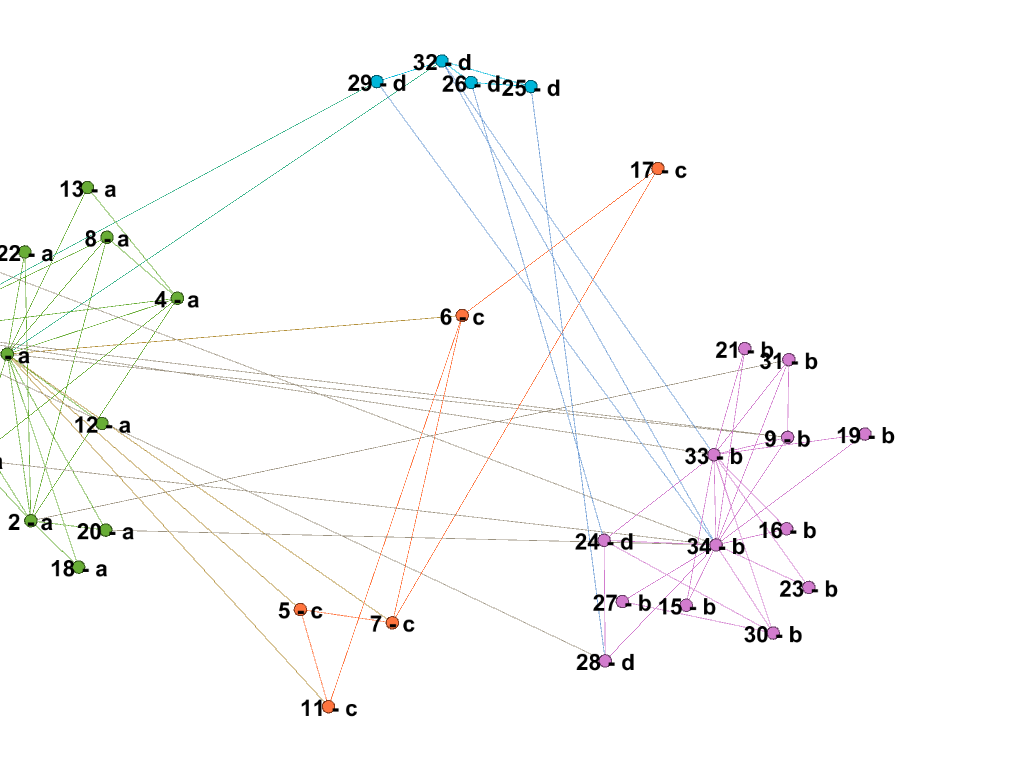 32 - d
29 - d
26 - d
25 - d
17 - c
13 - a
8 - a
22 - a
4 - a
6 - c
21 - b
31 - b
- a
12 - a
9 - b
19 - b
33 - b
a
2 - a
20 - a
16 - b
24 - d
34 - b
18 - a
23 - b
27 - b
15 - b
5 - c
7 - c
30 - b
28 - d
11 - c